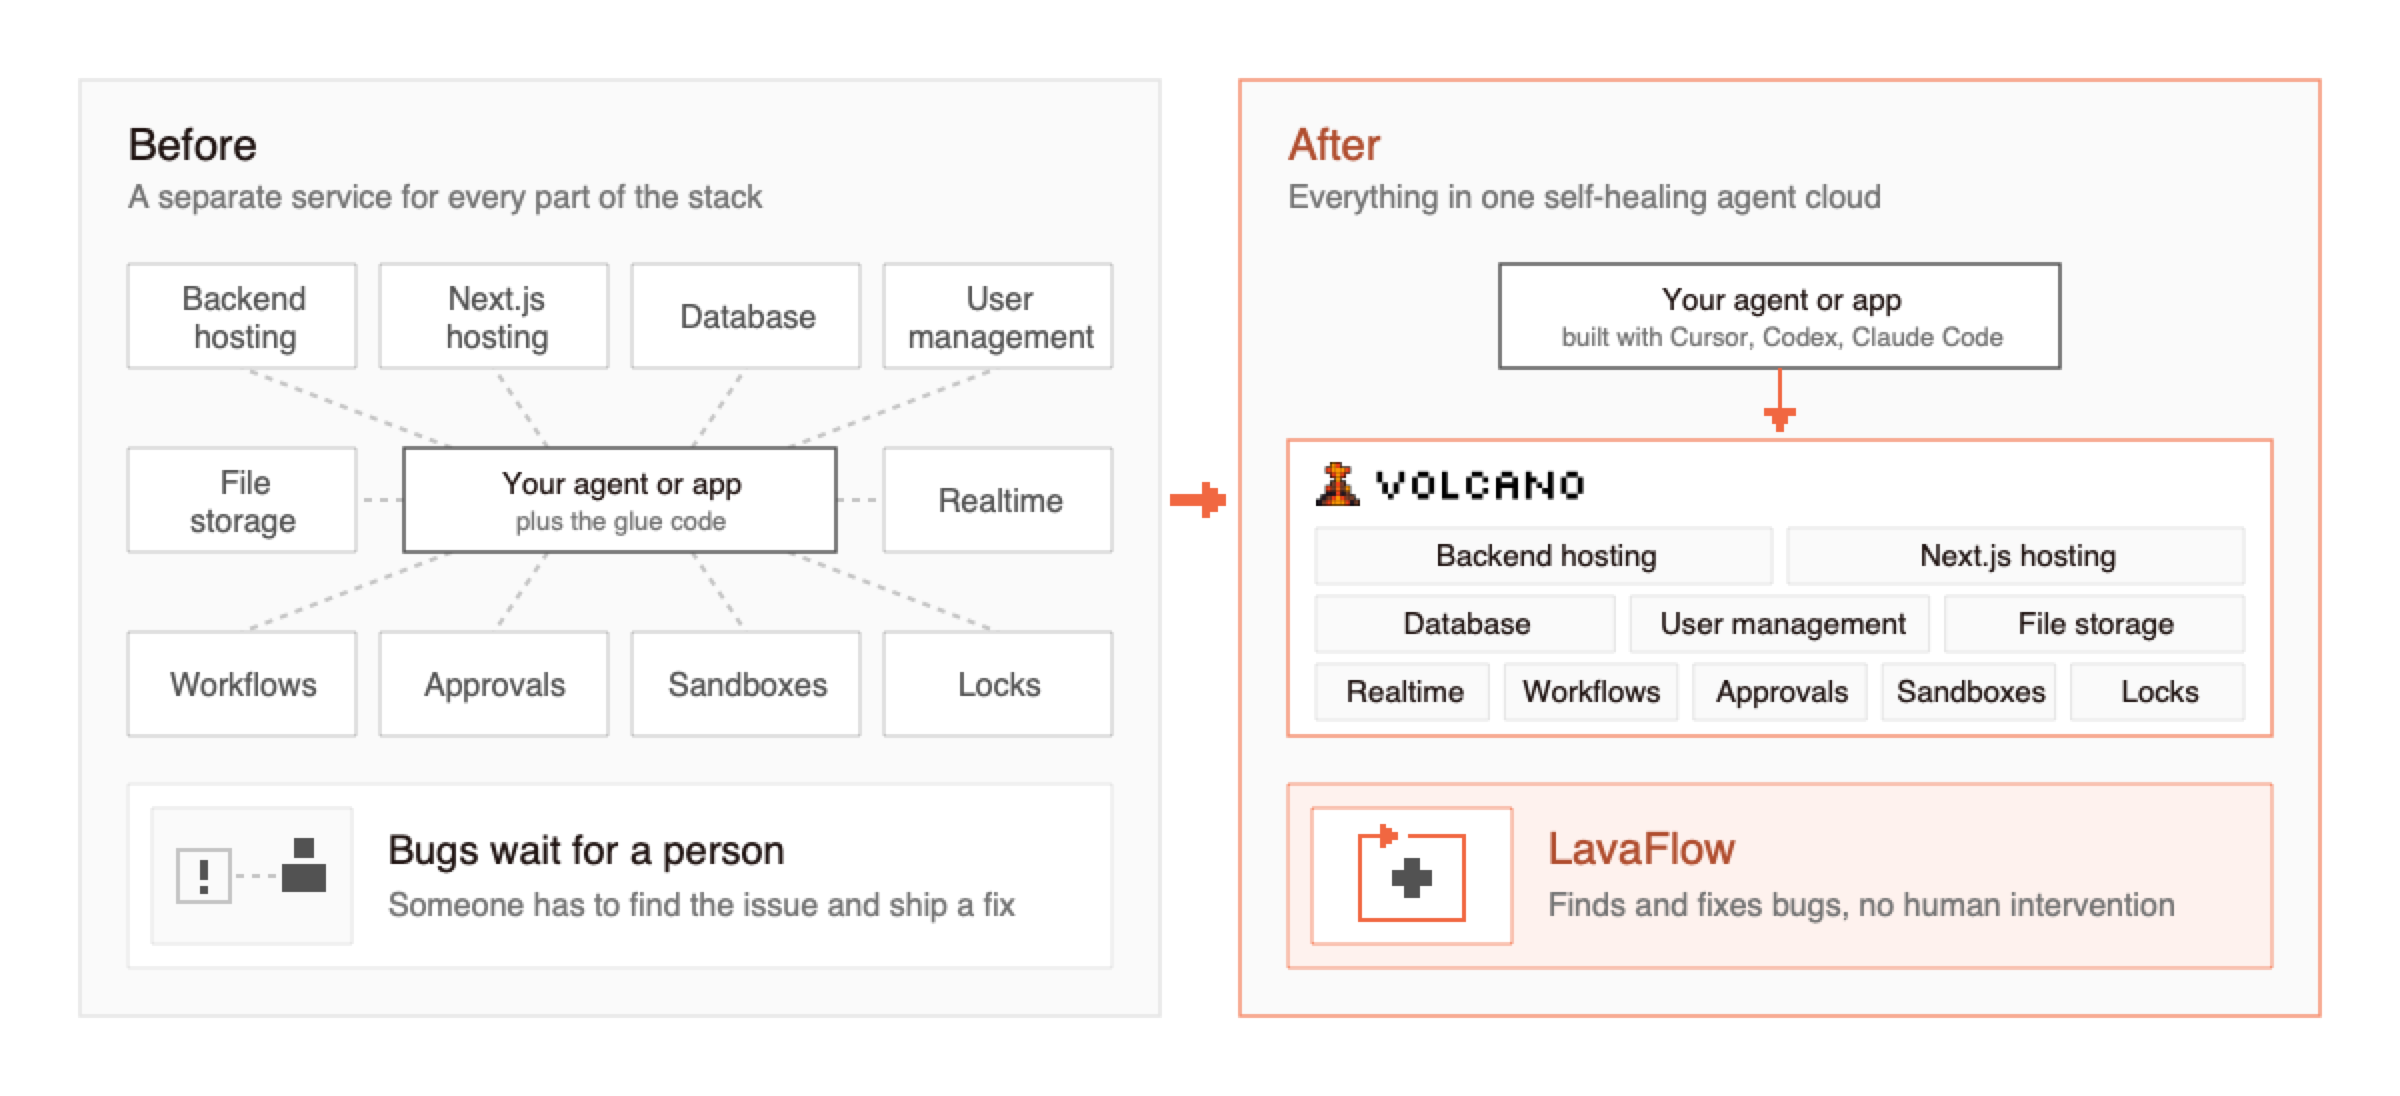 Before
A separate service for every part of the stack
Backend
hosting
Next.js
hosting
Database
User
management
File
storage
Your agent or app
plus the glue code
Realtime
Workflows
Approvals
Sandboxes
Locks
!
Bugs wait for a person
Someone has to find the issue and ship a fix
After
Everything in one self-healing agent cloud
Your agent or app
built with Cursor, Codex, Claude Code
VOLCANO
Backend hosting
Next.js hosting
Database
User management
File storage
Realtime
Workflows
Approvals
Sandboxes
Locks
LavaFlow
Finds and fixes bugs, no human intervention